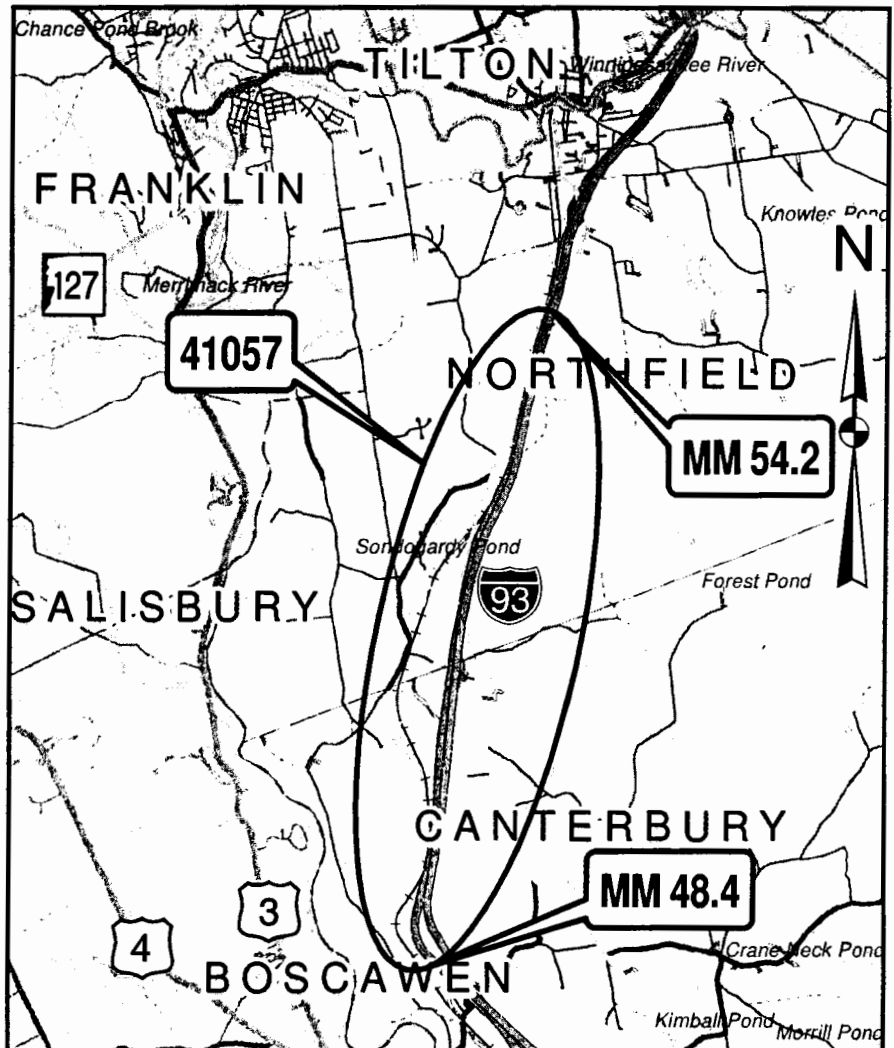 Chance Pond Brook
TILTON
Winnipesaukee River
FRANKLIN
Knowles Pond
N
127
Merrimack River
41057
NORTHFIELD
MM 54.2
Sondogardy Pond
Forest Pond
93
SALISBURY
CANTERBURY
MM 48.4
3
4
Crane Neck Pond
BOSCAWEN
Kimball Pond
Morrill Pond